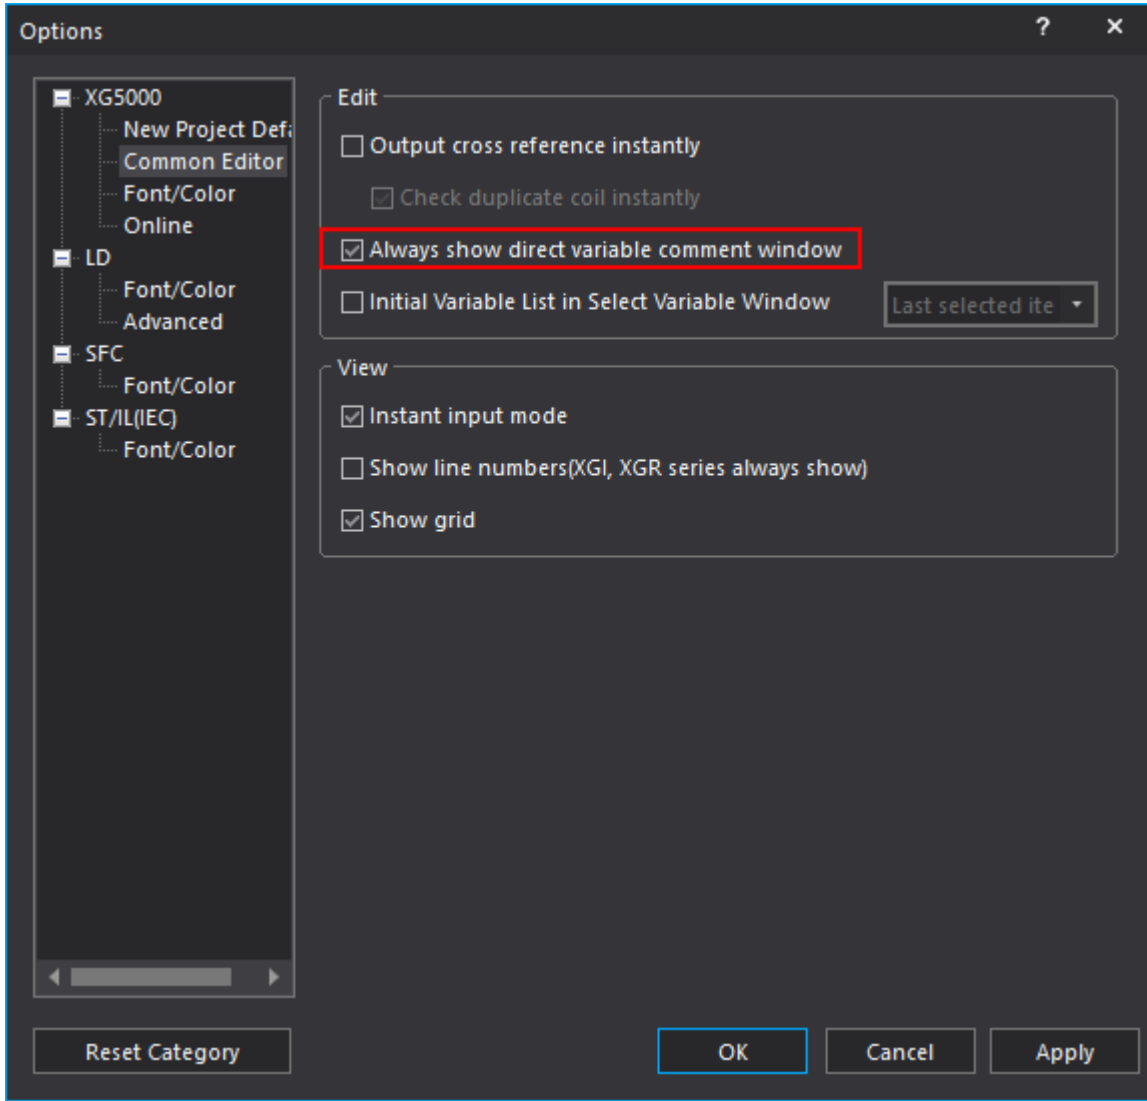 Options
?
XG5000
New Project Defa
Common Editor
Font/Color
Online
LD
Font/Color
Advanced
SFC
Font/Color
ST/IL(IEC)
Font/Color
Edit
Output cross reference instantly
Check duplicate coil instantly
Always show direct variable comment window
Initial Variable List in Select Variable Window
Last selected ite
View
Instant input mode
Show line numbers(XGI, XGR series always show)
Show grid
Reset Category
OK
Cancel
Apply